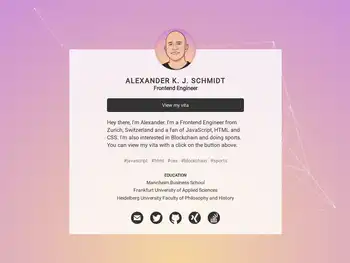 ALEXANDER K. J. SCHMIDT
Frontend Engineer
View my vita
Hey there, I'm Alexander. I'm a Frontend Engineer from
Zurich, Switzerland and a fan of JavaScript, HTML and
CSS. I'm also interested in Blockchain and doing sports.
You can view my vita with a click on the button above.
#javascript #html #css #blockchain #sports
EDUCATION
Mannheim Business School
Frankfurt University of Applied Sciences
Heidelberg University Faculty of Philosophy and History